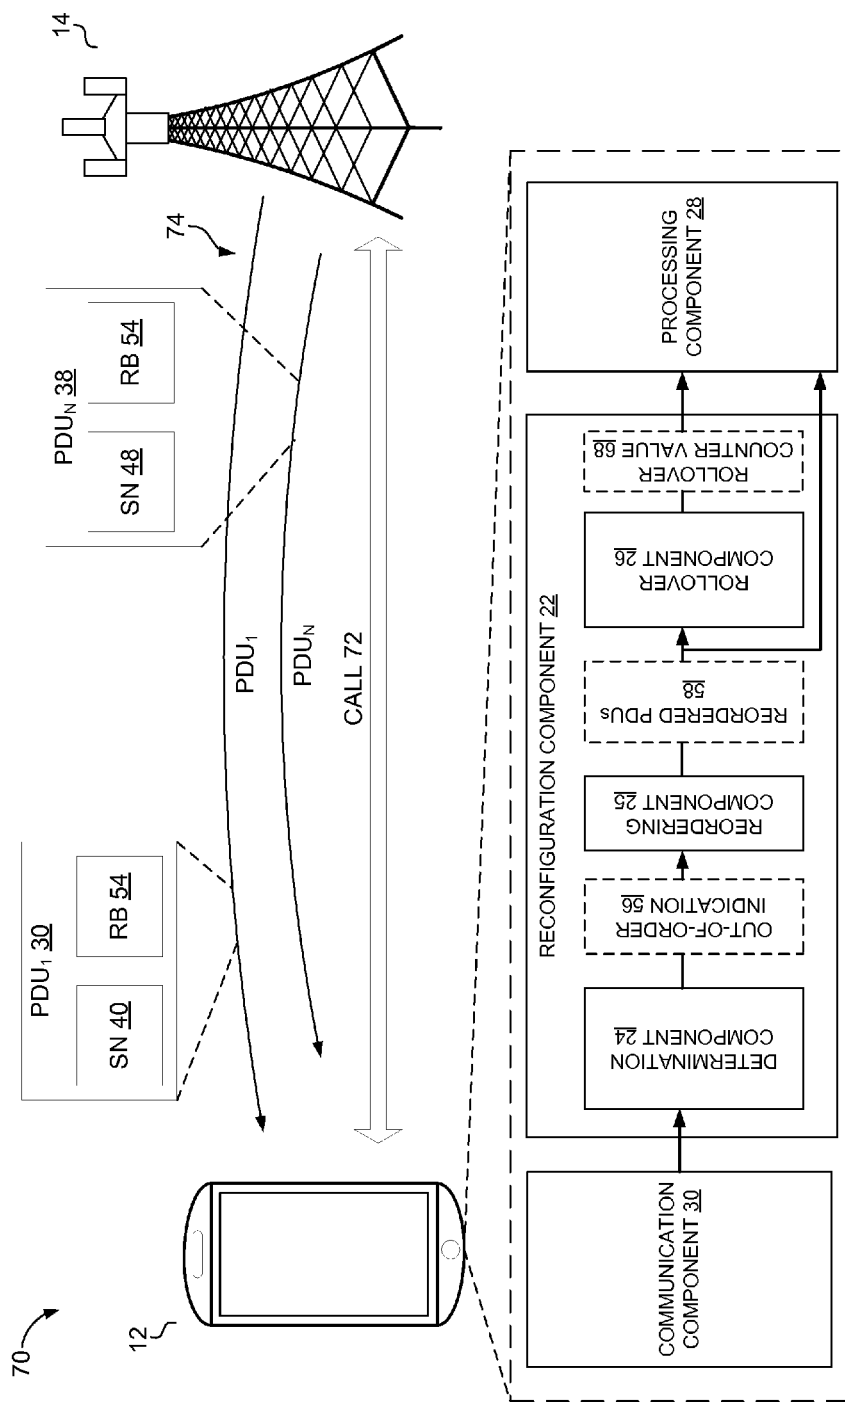 70
12
14
74
PDU1 30
SN 40
RB 54
PDUN 38
SN 48
RB 54
PDU1
PDUN
CALL 72
COMMUNICATION
COMPONENT 30
RECONFIGURATION COMPONENT 22
DETERMINATION
COMPONENT 24
OUT-OF-ORDER
INDICATION 56
REORDERING
COMPONENT 25
REORDERED PDUs
58
ROLLOVER
COMPONENT 26
ROLLOVER
COUNTER VALUE 68
PROCESSING
COMPONENT 28